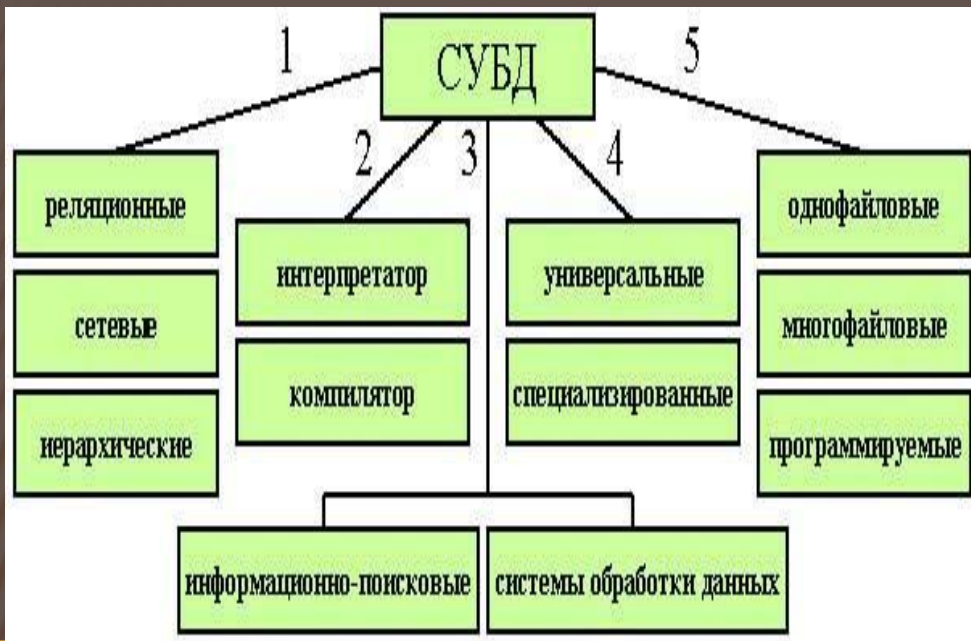 СУБД
1
2
3
4
5
реляционные
сетевые
иерархические
интерпретатор
компилятор
универсальные
специализированные
однофайловые
многофайловые
программируемые
информационно-поисковые
системы обработки данных